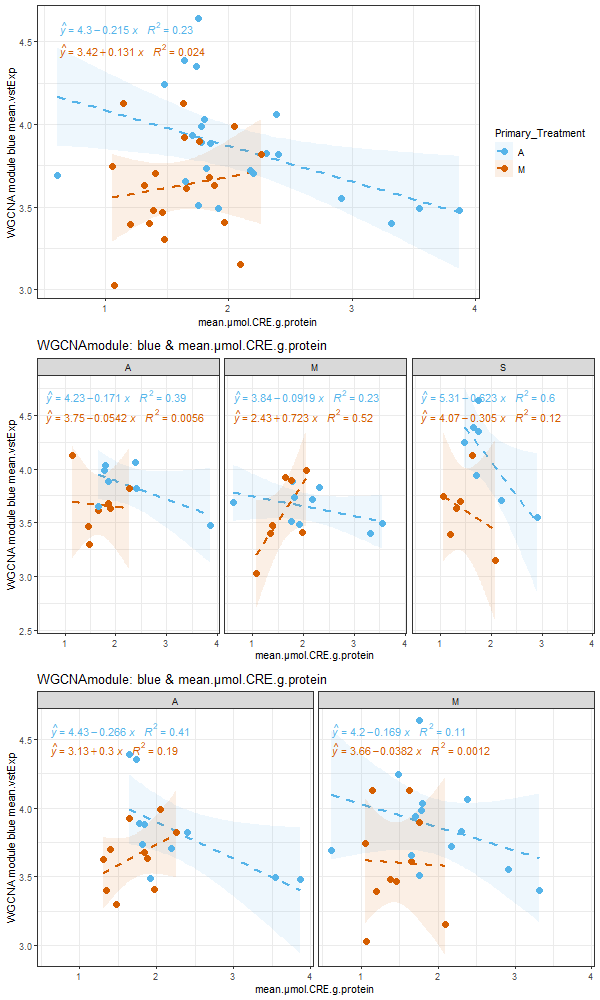 ŷ = 4.3 − 0.215 x R² = 0.23
ŷ = 3.42 + 0.131 x R² = 0.024
4.5
4.0
3.5
3.0
WGCNA module blue mean.vstExp
1 2 3 4
mean.µmol.CRE.g.protein
Primary_Treatment
A
M
WGCNAmodule: blue & mean.µmol.CRE.g.protein
A M S
ŷ = 4.23 − 0.171 x R² = 0.39
ŷ = 3.75 − 0.0542 x R² = 0.0056
ŷ = 3.84 − 0.0919 x R² = 0.23
ŷ = 2.43 + 0.723 x R² = 0.52
ŷ = 5.31 − 0.623 x R² = 0.6
ŷ = 4.07 − 0.305 x R² = 0.12
4.5
4.0
3.5
3.0
2.5
WGCNA module blue mean.vstExp
1 2 3 4 1 2 3 4 1 2 3 4
mean.µmol.CRE.g.protein
WGCNAmodule: blue & mean.µmol.CRE.g.protein
A M
ŷ = 4.43 − 0.266 x R² = 0.41
ŷ = 3.13 + 0.3 x R² = 0.19
ŷ = 4.2 − 0.169 x R² = 0.11
ŷ = 3.66 − 0.0382 x R² = 0.0012
4.5
4.0
3.5
3.0
WGCNA module blue mean.vstExp
1 2 3 4 1 2 3 4
mean.µmol.CRE.g.protein